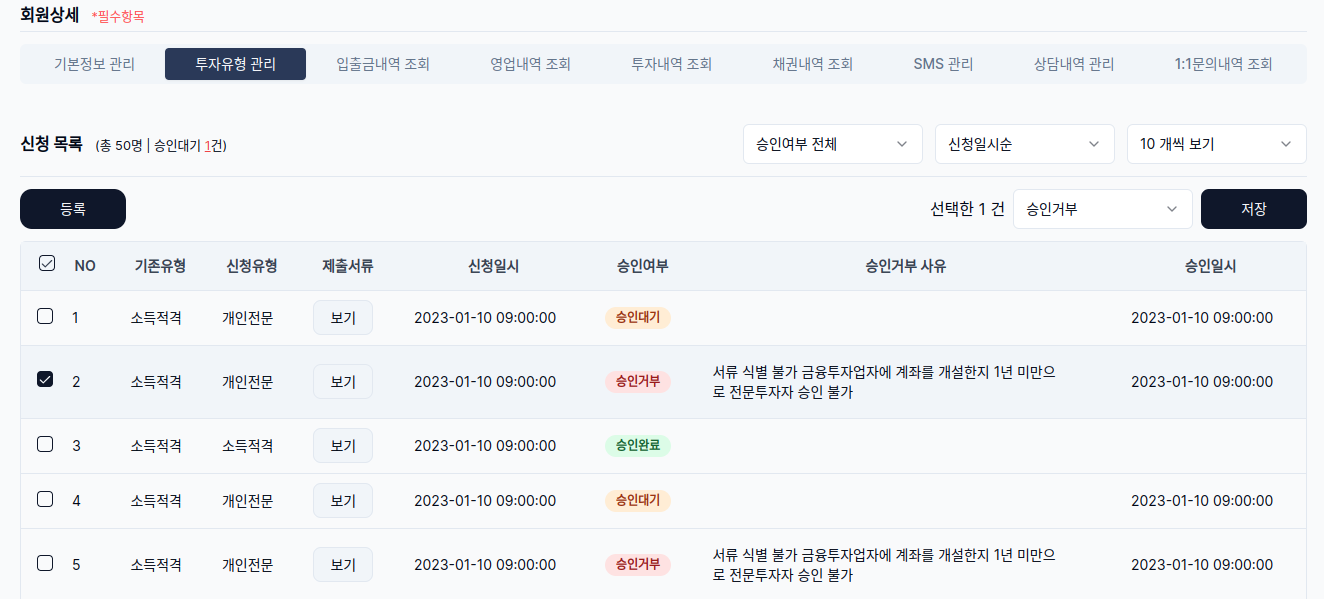 회원상세 *필수항목
기본정보 관리 투자유형 관리 입출금내역 조회 영업내역 조회 투자내역 조회 채권내역 조회 SMS 관리 상담내역 관리 1:1문의내역 조회
신청 목록 (총 50명 | 승인대기 1건) 승인여부 전체 신청일시순 10 개씩 보기
등록 선택한 1 건 승인거부 저장
NO 기존유형 신청유형 제출서류 신청일시 승인여부 승인거부 사유 승인일시
1 소득적격 개인전문 보기 2023-01-10 09:00:00 승인대기 2023-01-10 09:00:00
2 소득적격 개인전문 보기 2023-01-10 09:00:00 승인거부 서류 식별 불가 금융투자업자에 계좌를 개설한지 1년 미만으 2023-01-10 09:00:00
로 전문투자자 승인 불가
3 소득적격 소득적격 보기 2023-01-10 09:00:00 승인완료
4 소득적격 개인전문 보기 2023-01-10 09:00:00 승인대기 2023-01-10 09:00:00
5 소득적격 개인전문 보기 2023-01-10 09:00:00 승인거부 서류 식별 불가 금융투자업자에 계좌를 개설한지 1년 미만으 2023-01-10 09:00:00
로 전문투자자 승인 불가